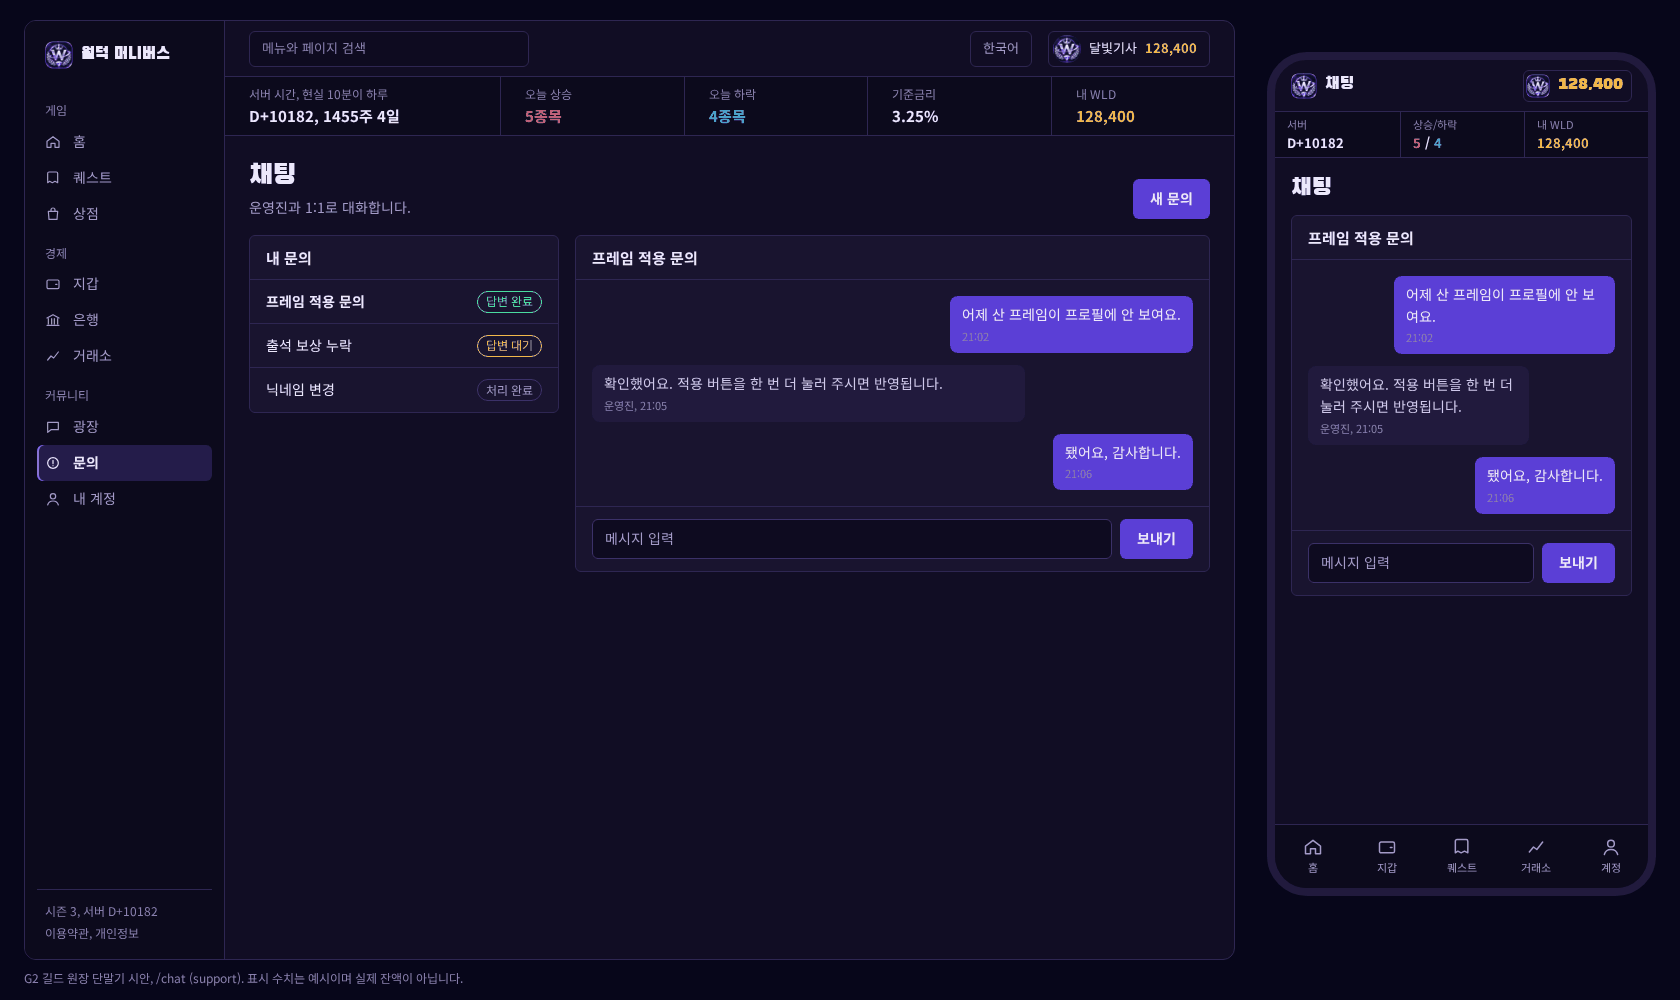 월덕 머니버스
게임
홈
퀘스트
상점
경제
지갑
은행
거래소
커뮤니티
광장
문의
내 계정
시즌 3, 서버 D+10182
이용약관, 개인정보
메뉴와 페이지 검색
한국어
달빛기사 128,400
서버 시간, 현실 10분이 하루
D+10182, 1455주 4일
오늘 상승
5종목
오늘 하락
4종목
기준금리
3.25%
내 WLD
128,400
채팅
운영진과 1:1로 대화합니다.
새 문의
내 문의
프레임 적용 문의 답변 완료
출석 보상 누락 답변 대기
닉네임 변경 처리 완료
프레임 적용 문의
어제 산 프레임이 프로필에 안 보여요.
21:02
확인했어요. 적용 버튼을 한 번 더 눌러 주시면 반영됩니다.
운영진, 21:05
됐어요, 감사합니다.
21:06
메시지 입력
보내기
채팅
128,400
서버
D+10182
상승/하락
5 / 4
내 WLD
128,400
채팅
프레임 적용 문의
어제 산 프레임이 프로필에 안 보
여요.
21:02
확인했어요. 적용 버튼을 한 번 더
눌러 주시면 반영됩니다.
운영진, 21:05
됐어요, 감사합니다.
21:06
메시지 입력
보내기
홈
지갑
퀘스트
거래소
계정
G2 길드 원장 단말기 시안, /chat (support). 표시 수치는 예시이며 실제 잔액이 아닙니다.